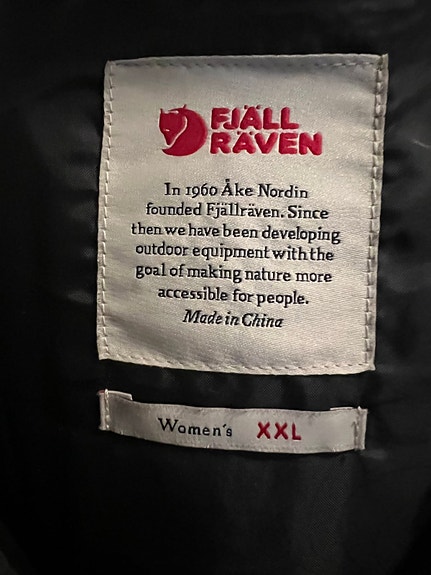 FJÄLL
RÄVEN
In 1960 Åke Nordin
founded Fjällräven. Since
then we have been developing
outdoor equipment with the
goal of making nature more
accessible for people.
Made in China
Women's XXL